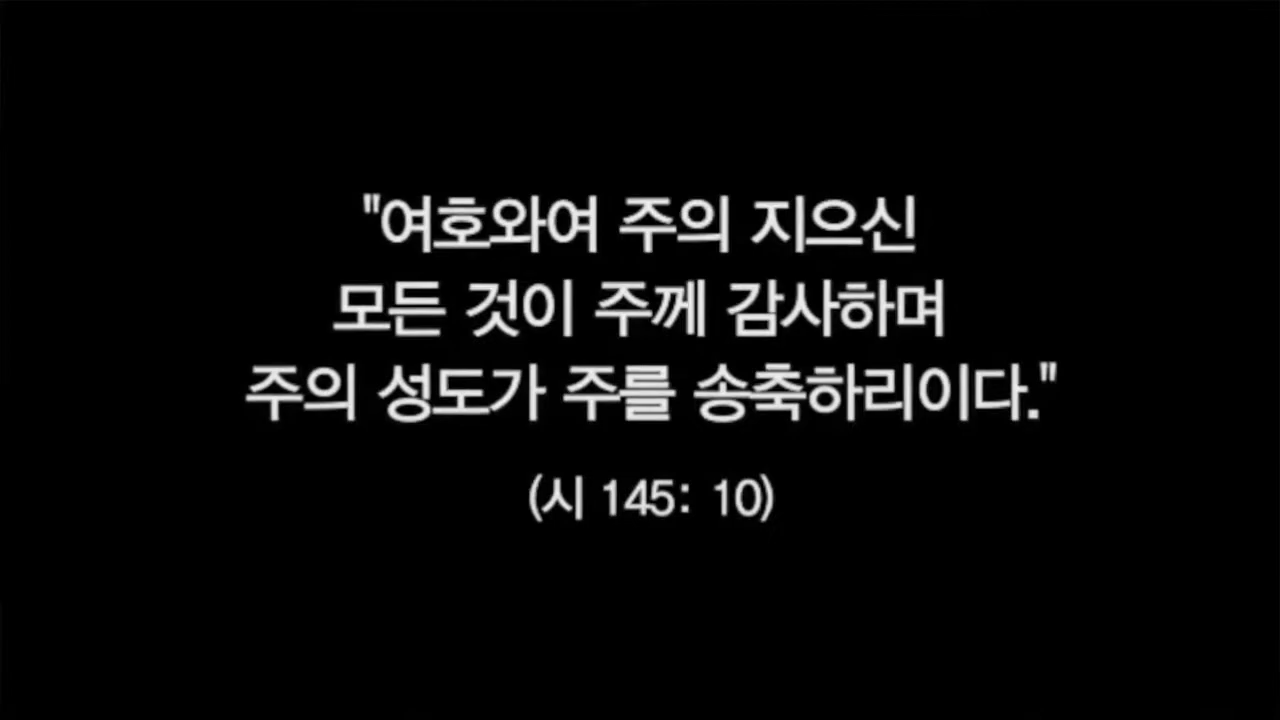 "여호와여 주의 지으신
모든 것이 주께 감사하며
주의 성도가 주를 송축하리이다."
(시 145: 10)